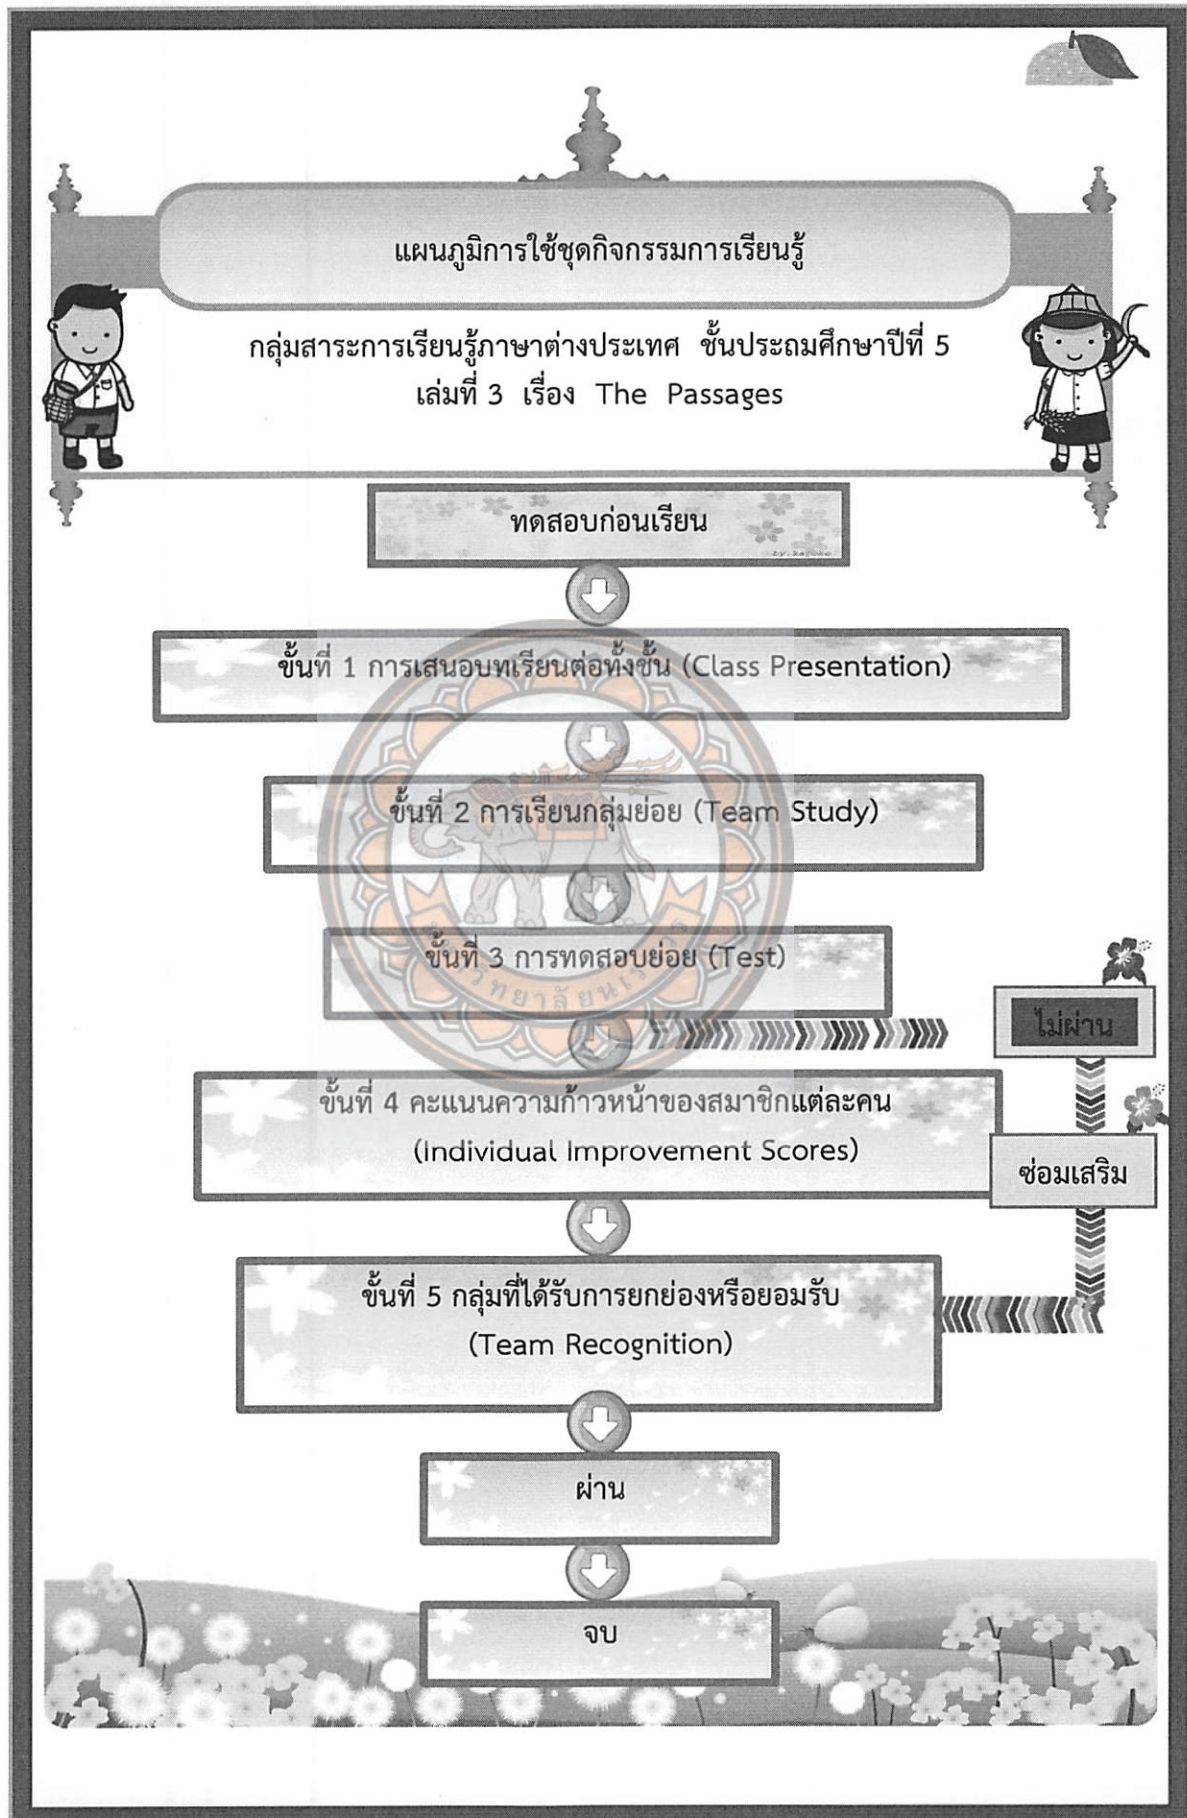 แผนภูมิการใช้ชุดกิจกรรมการเรียนรู้
กลุ่มสาระการเรียนรู้ภาษาต่างประเทศ ชั้นประถมศึกษาปีที่ 5
เล่มที่ 3 เรื่อง The Passages
ทดสอบก่อนเรียน
ขั้นที่ 1 การเสนอบทเรียนต่อทั้งชั้น (Class Presentation)
ขั้นที่ 2 การเรียนกลุ่มย่อย (Team Study)
ขั้นที่ 3 การทดสอบย่อย (Test)
ไม่ผ่าน
ขั้นที่ 4 คะแนนความก้าวหน้าของสมาชิกแต่ละคน
(Individual Improvement Scores)
ซ่อมเสริม
ขั้นที่ 5 กลุ่มที่ได้รับการยกย่องหรือยอมรับ
(Team Recognition)
ผ่าน
จบ